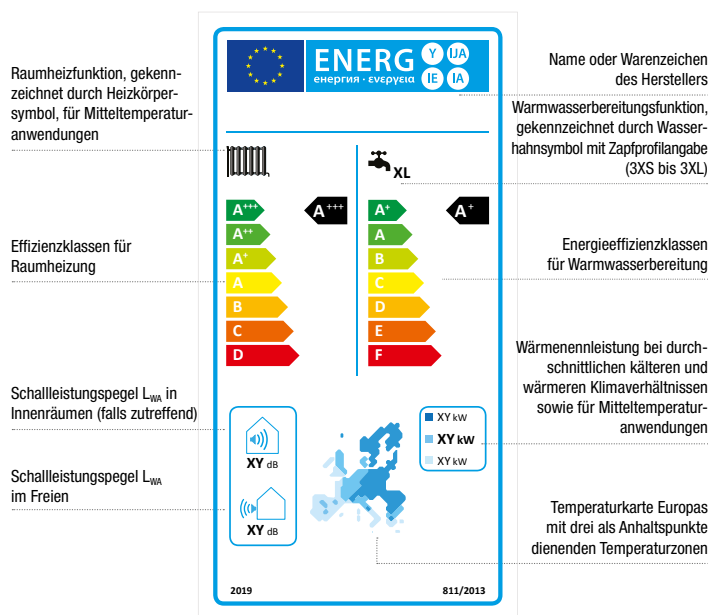 ENERG Y IJA
енергия · ενεργεια IE IA
Raumheizfunktion, gekenn-
zeichnet durch Heizkörper-
symbol, für Mitteltemperatur-
anwendungen
Name oder Warenzeichen
des Herstellers
Warmwasserbereitungsfunktion,
gekennzeichnet durch Wasser-
hahnsymbol mit Zapfprofilangabe
(3XS bis 3XL)
XL
A+++
A++
A+
A
B
C
D
A+++
A+
A
B
C
D
E
F
A+
Effizienzklassen für
Raumheizung
Energieeffizienzklassen
für Warmwasserbereitung
Wärmenennleistung bei durch-
schnittlichen kälteren und
wärmeren Klimaverhältnissen
sowie für Mitteltemperatur-
anwendungen
Schallleistungspegel LWA in
Innenräumen (falls zutreffend)
Schallleistungspegel LWA
im Freien
XY dB
XY dB
XY kW
XY kW
XY kW
Temperaturkarte Europas
mit drei als Anhaltspunkte
dienenden Temperaturzonen
2019
811/2013